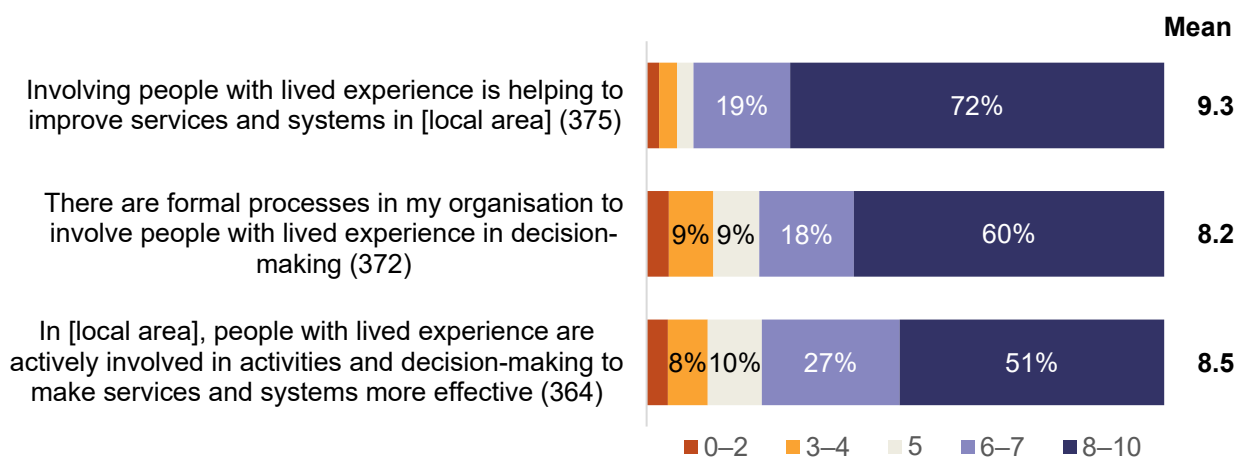 Mean
Involving people with lived experience is helping to
improve services and systems in [local area] (375)
19%
72%
9.3
There are formal processes in my organisation to
involve people with lived experience in decision-
making (372)
9%
9%
18%
60%
8.2
In [local area], people with lived experience are
actively involved in activities and decision-making to
make services and systems more effective (364)
8%
10%
27%
51%
8.5
0–2
3–4
5
6–7
8–10